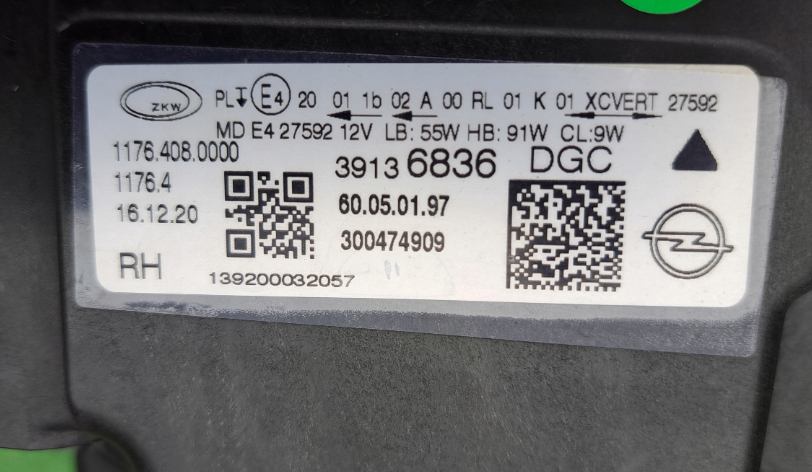 ZKW PL E4 20 01 1b 02 A 00 RL 01 K 01 XCVERT 27592
MD E4 27592 12V LB: 55W HB: 91W CL:9W
1176.408.0000
39136836 DGC
1176.4
60.05.01.97
16.12.20
300474909
RH
139200032057